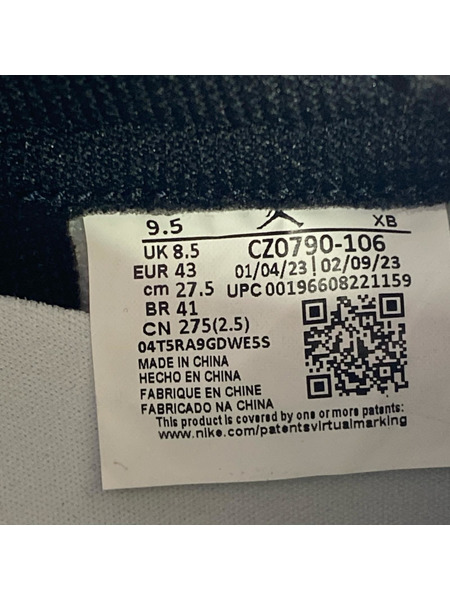 9.5 XB
UK 8.5 CZ0790-106
EUR 43 01/04/23 | 02/09/23
cm 27.5 UPC 00196608221159
BR 41
CN 275(2.5)
04T5RA9GDWE5S
MADE IN CHINA
HECHO EN CHINA
FABRIQUE EN CHINE
FABRICADO NA CHINA
This product is covered by one or more patents:
www.nike.com/patentsvirtualmarking